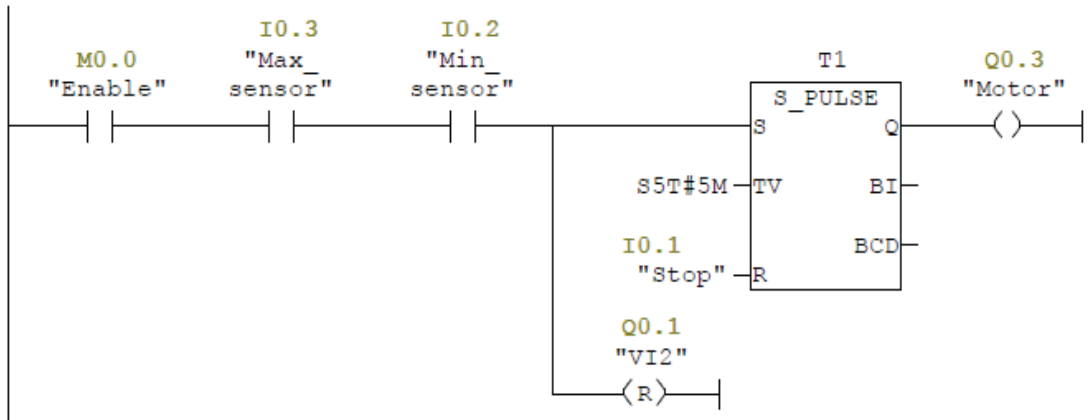 I0.3 I0.2
M0.0 "Max_ "Min_ T1 Q0.3
"Enable" sensor" sensor" S_PULSE "Motor"
S Q
S5T#5M TV BI
I0.1 BCD
"Stop" R
Q0.1
"VI2"
R